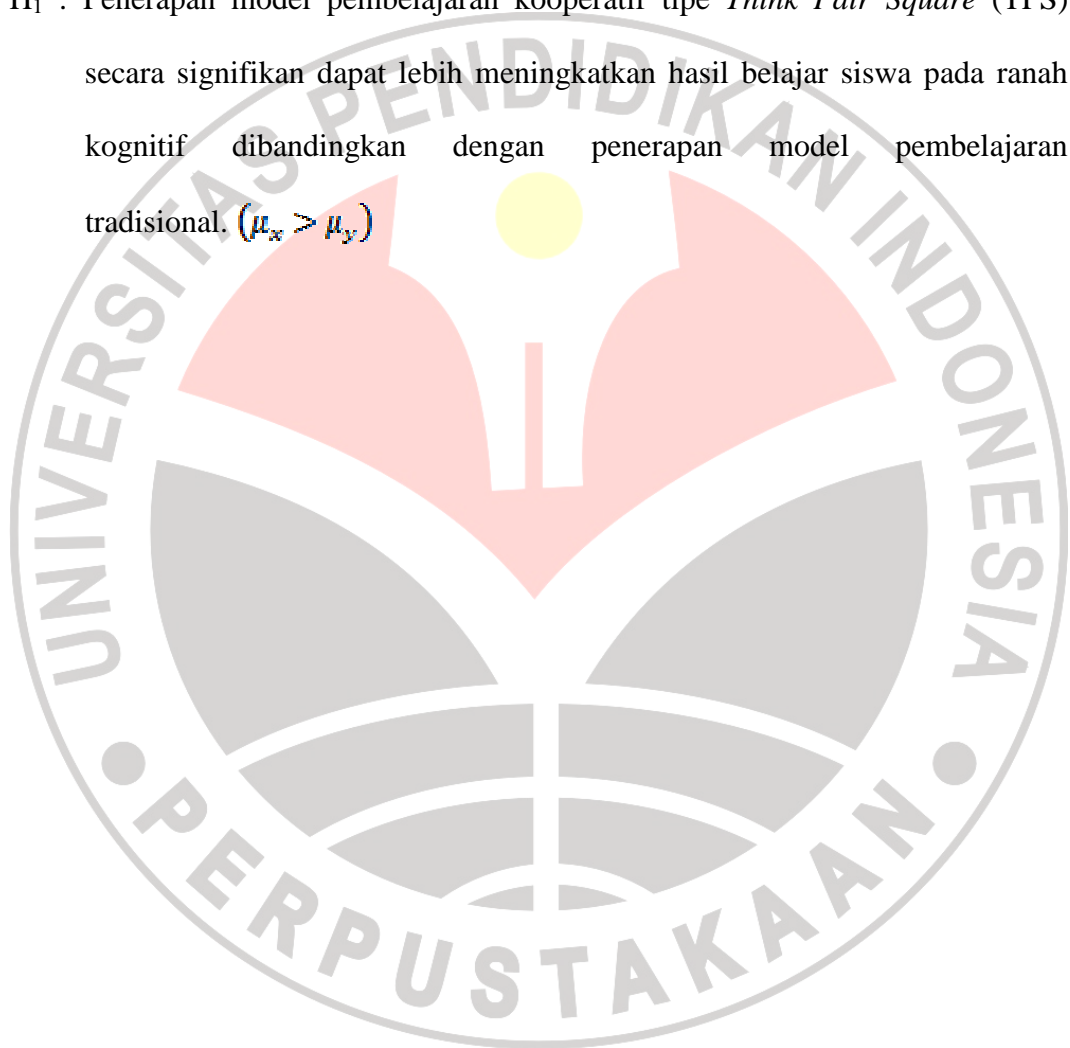 H₁ : Penerapan model pembelajaran kooperatif tipe Think Pair Square (TPS)
secara signifikan dapat lebih meningkatkan hasil belajar siswa pada ranah
kognitif dibandingkan dengan penerapan model pembelajaran
tradisional. (μₓ > μᵧ)
UNIVERSITAS PENDIDIKAN INDONESIA
PERPUSTAKAAN